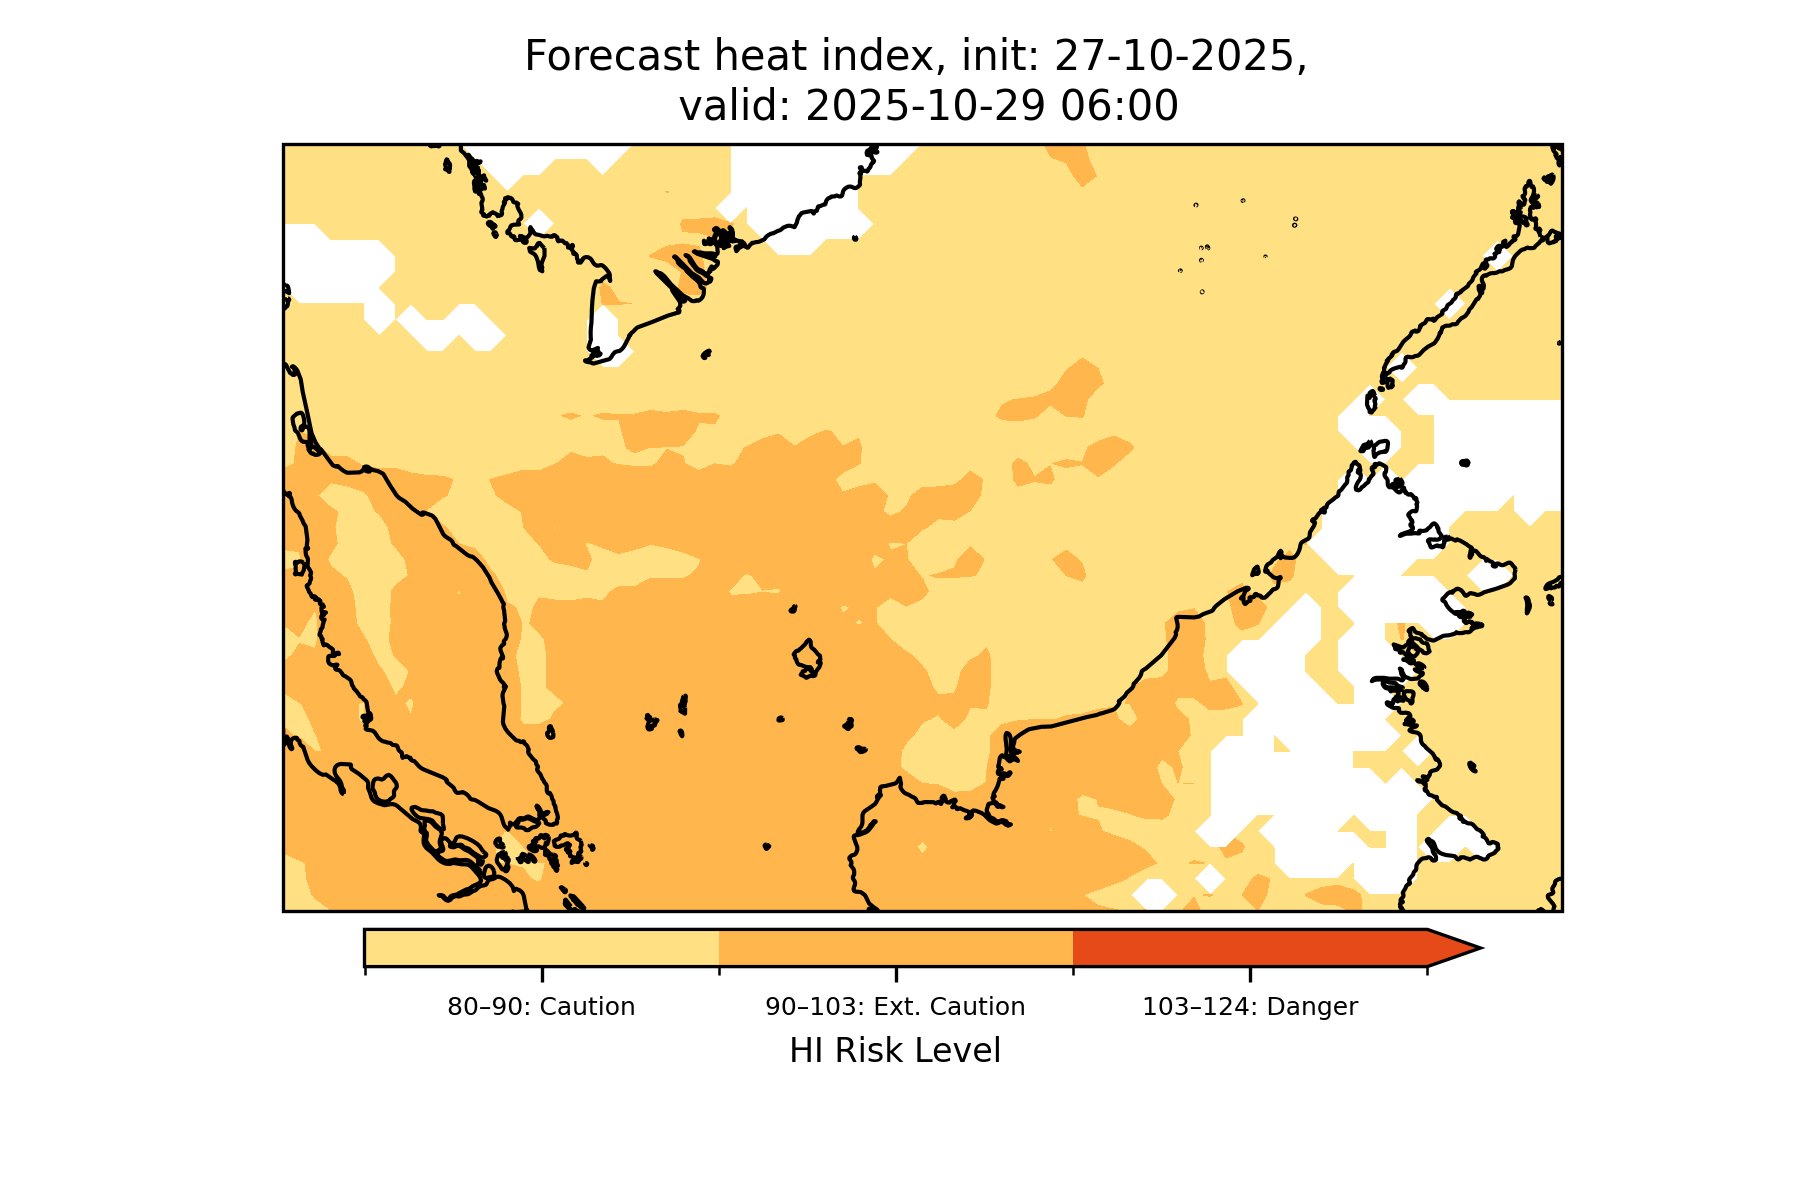 Forecast heat index, init: 27-10-2025,
valid: 2025-10-29 06:00
80–90: Caution
90–103: Ext. Caution
103–124: Danger
HI Risk Level